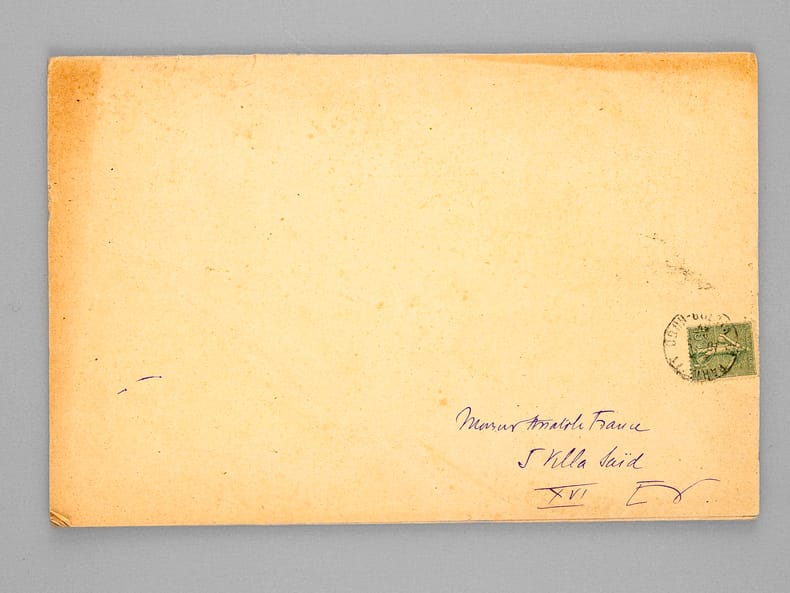 Monsieur Anatole France
5 Villa Saïd
XVI E.V.